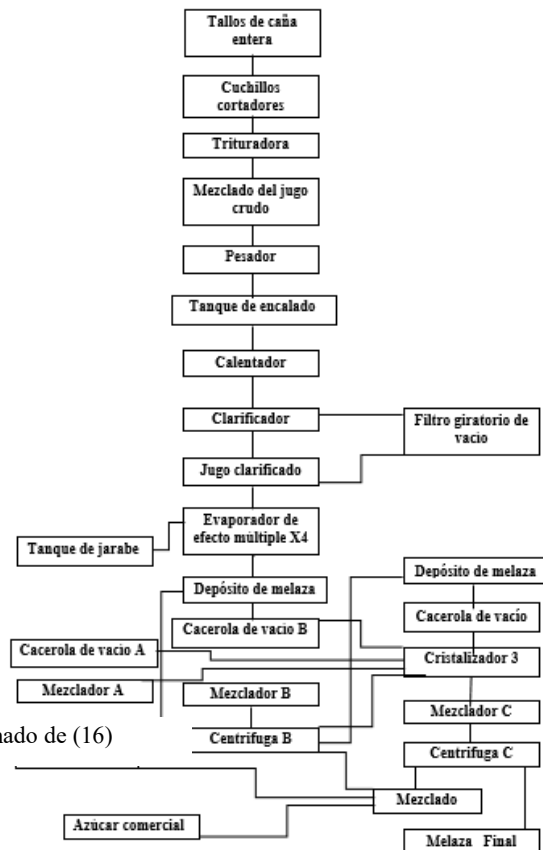 Tallos de caña
entera
Cuchillos
cortadores
Trituradora
Mezclado del jugo
crudo
Pesador
Tanque de encalado
Calentador
Clarificador
Filtro giratorio de
vacio
Jugo clarificado
Evaporador de
efecto múltiple X4
Tanque de jarabe
Depósito de melaza
Depósito de melaza
Cacerola de vacío
Cacerola de vacio B
Cacerola de vacio A
Cristalizador 3
Mezclador A
Mezclador B
Mezclador C
nado de (16)
Centrifuga B
Centrifuga C
Mezclado
Azúcar comercial
Melaza Final